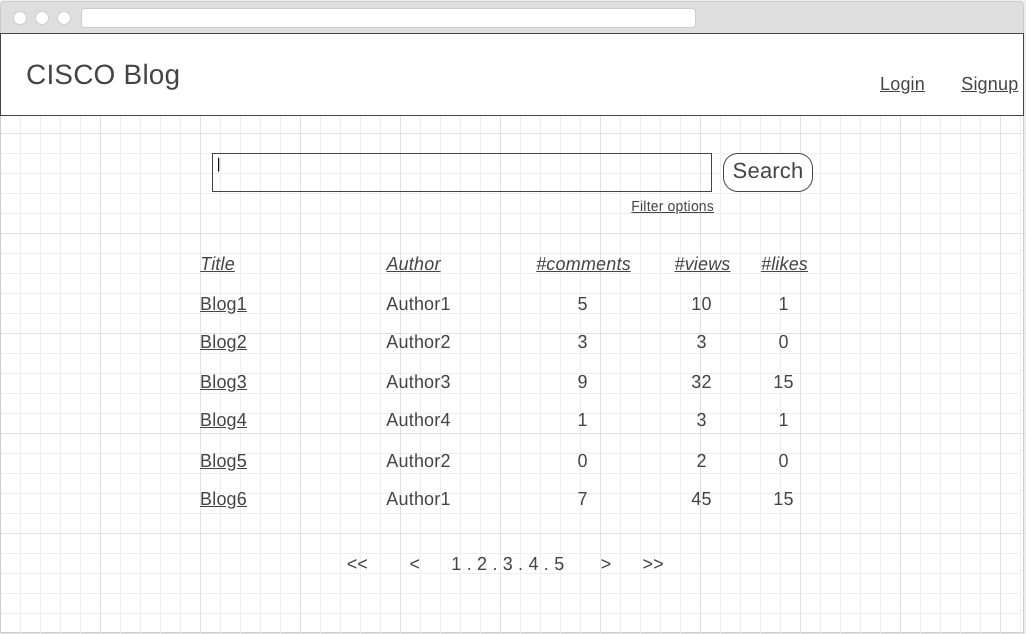 CISCO Blog
Login Signup
Search
Filter options
Title Author #comments #views #likes
Blog1 Author1 5 10 1
Blog2 Author2 3 3 0
Blog3 Author3 9 32 15
Blog4 Author4 1 3 1
Blog5 Author2 0 2 0
Blog6 Author1 7 45 15
<< < 1 . 2 . 3 . 4 . 5 > >>